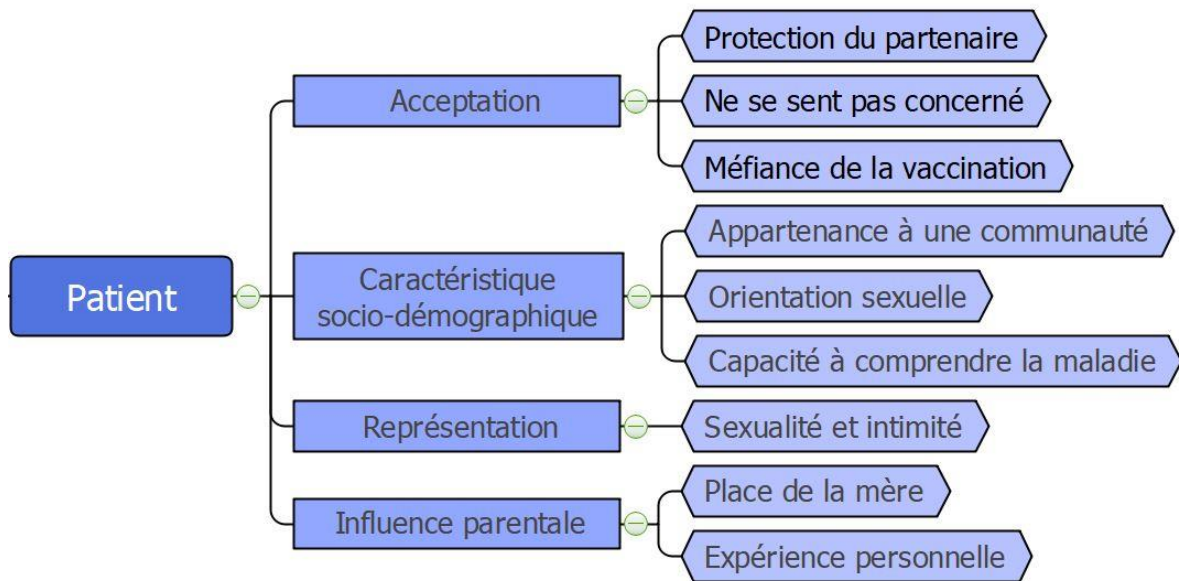 Patient
Acceptation
Protection du partenaire
Ne se sent pas concerné
Méfiance de la vaccination
Caractéristique
socio-démographique
Appartenance à une communauté
Orientation sexuelle
Capacité à comprendre la maladie
Représentation
Sexualité et intimité
Influence parentale
Place de la mère
Expérience personnelle